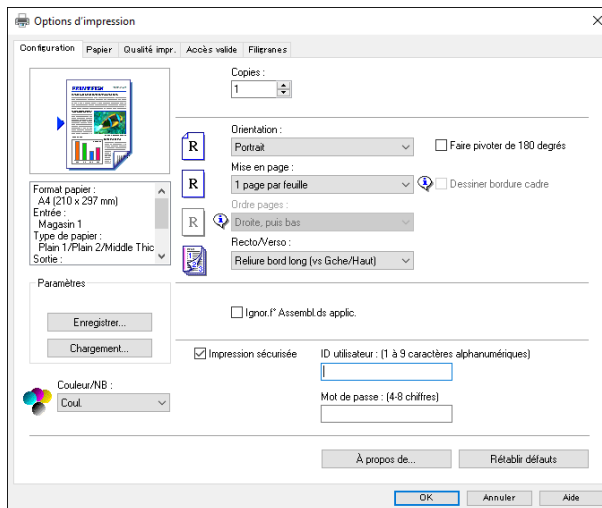 Options d'impression
Configuration Papier Qualité impr. Accès valide Filigranes
Copies :
1
Orientation :
R
Portrait
Faire pivoter de 180 degrés
Mise en page :
R
1 page par feuille
Dessiner bordure cadre
Ordre pages :
R
Droite, puis bas
Recto/Verso :
Reliure bord long (vs Gche/Haut)
Format papier :
A4 (210 x 297 mm)
Entrée :
Magasin 1
Type de papier :
Plain 1/Plain 2/Middle Thic
Sortie :
Paramètres
Enregistrer...
Chargement...
Ignor.f° Assembl.ds applic.
Impression sécurisée
ID utilisateur : (1 à 9 caractères alphanumériques)
Mot de passe : (4-8 chiffres)
Couleur/NB :
Coul.
À propos de...
Rétablir défauts
OK
Annuler
Aide